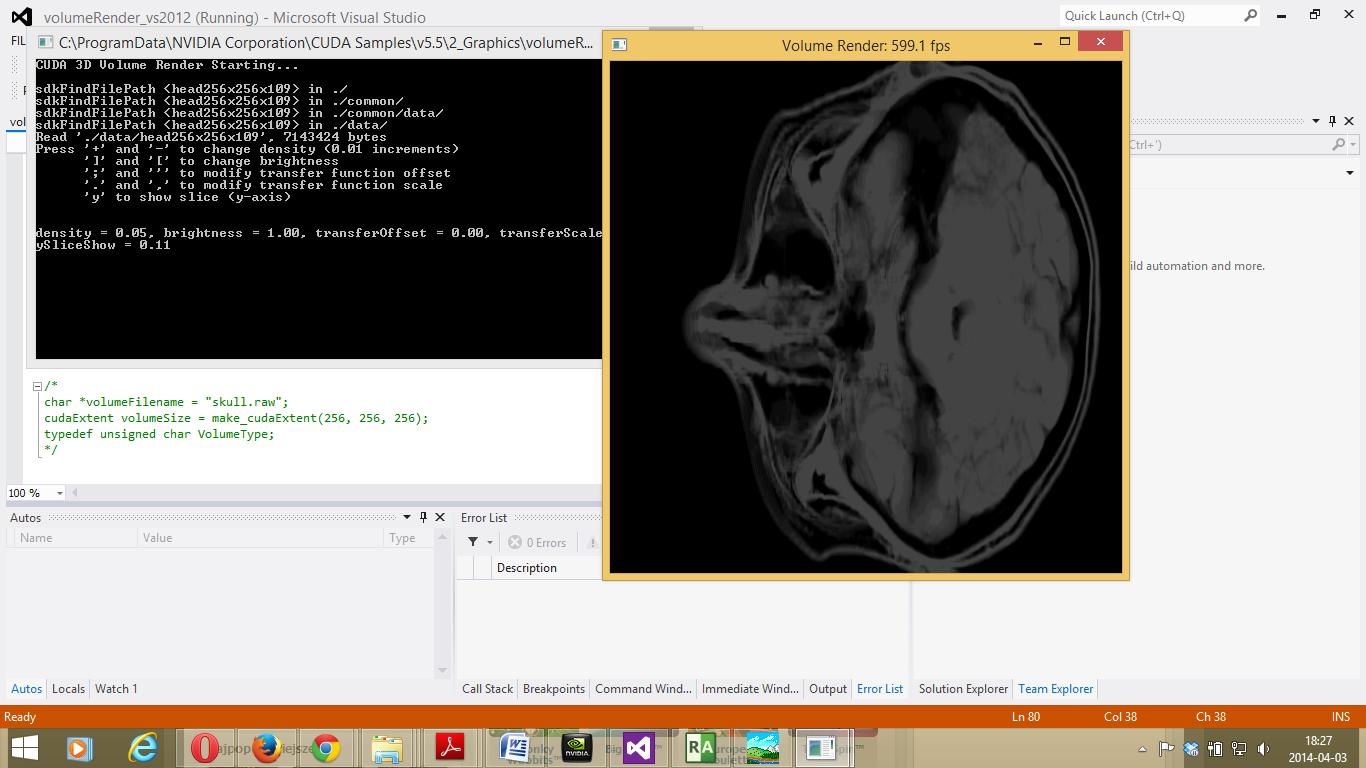 volumeRender_vs2012 (Running) - Microsoft Visual Studio
Quick Launch (Ctrl+Q)
C:\ProgramData\NVIDIA Corporation\CUDA Samples\v5.5\2_Graphics\volumeR...
Volume Render: 599.1 fps
CUDA 3D Volume Render Starting...
sdkFindFilePath <head256x256x109> in ./
sdkFindFilePath <head256x256x109> in ./common/
sdkFindFilePath <head256x256x109> in ./common/data/
sdkFindFilePath <head256x256x109> in ./data/
Read './data/head256x256x109', 7143424 bytes
Press '+' and '-' to change density (0.01 increments)
']' and '[' to change brightness
';' and ''' to modify transfer function offset
'.' and ',' to modify transfer function scale
'y' to show slice (y-axis)
density = 0.05, brightness = 1.00, transferOffset = 0.00, transferScale
ySliceShow = 0.11
Ctrl+')
ild automation and more.
/*
char *volumeFilename = "skull.raw";
cudaExtent volumeSize = make_cudaExtent(256, 256, 256);
typedef unsigned char VolumeType;
*/
100 %
Autos
Error List
Name Value Type
0 Errors
Description
Autos Locals Watch 1
Call Stack Breakpoints Command Wind... Immediate Wind... Output Error List
Solution Explorer Team Explorer
Ready Ln 80 Col 38 Ch 38 INS
18:27
2014-04-03